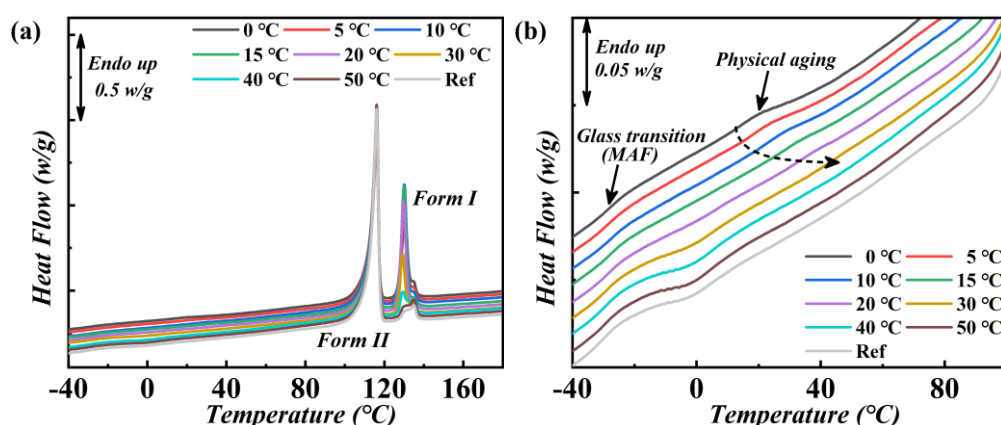 (a)
0 ℃ 5 ℃ 10 ℃
15 ℃ 20 ℃ 30 ℃
40 ℃ 50 ℃ Ref
Endo up
0.5 w/g
Form I
Form II
Heat Flow (w/g)
-40 0 40 80 120 160
Temperature (℃)
(b)
Endo up
0.05 w/g
Physical aging
Glass transition
(MAF)
0 ℃ 5 ℃
10 ℃ 15 ℃
20 ℃ 30 ℃
40 ℃ 50 ℃
Ref
Heat Flow (w/g)
-40 0 40 80
Temperature (℃)